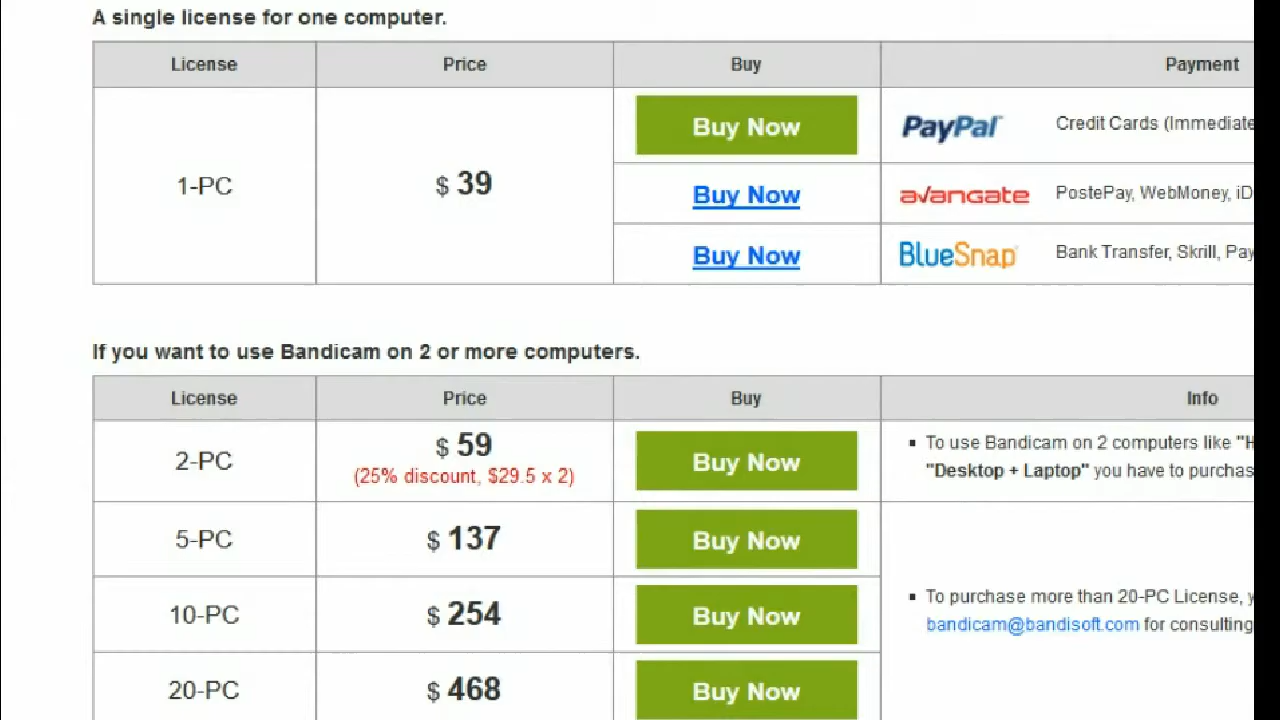 A single license for one computer.
License Price Buy Payment
1-PC $ 39 Buy Now PayPal Credit Cards (Immediate
Buy Now avangate PostePay, WebMoney, iD
Buy Now BlueSnap Bank Transfer, Skrill, Pay
If you want to use Bandicam on 2 or more computers.
License Price Buy Info
2-PC $ 59 Buy Now To use Bandicam on 2 computers like "H
(25% discount, $29.5 x 2) "Desktop + Laptop" you have to purchas
5-PC $ 137 Buy Now
10-PC $ 254 Buy Now To purchase more than 20-PC License, y
bandicam@bandisoft.com for consulting
20-PC $ 468 Buy Now